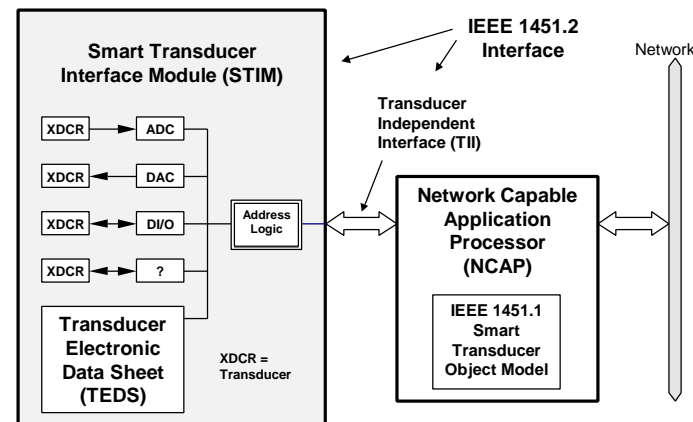 Smart Transducer
Interface Module (STIM)
XDCR
ADC
XDCR
DAC
XDCR
DI/O
XDCR
?
Address
Logic
Transducer
Electronic
Data Sheet
(TEDS)
XDCR =
Transducer
IEEE 1451.2
Interface
Transducer
Independent
Interface (TII)
Network Capable
Application
Processor
(NCAP)
IEEE 1451.1
Smart
Transducer
Object Model
Network